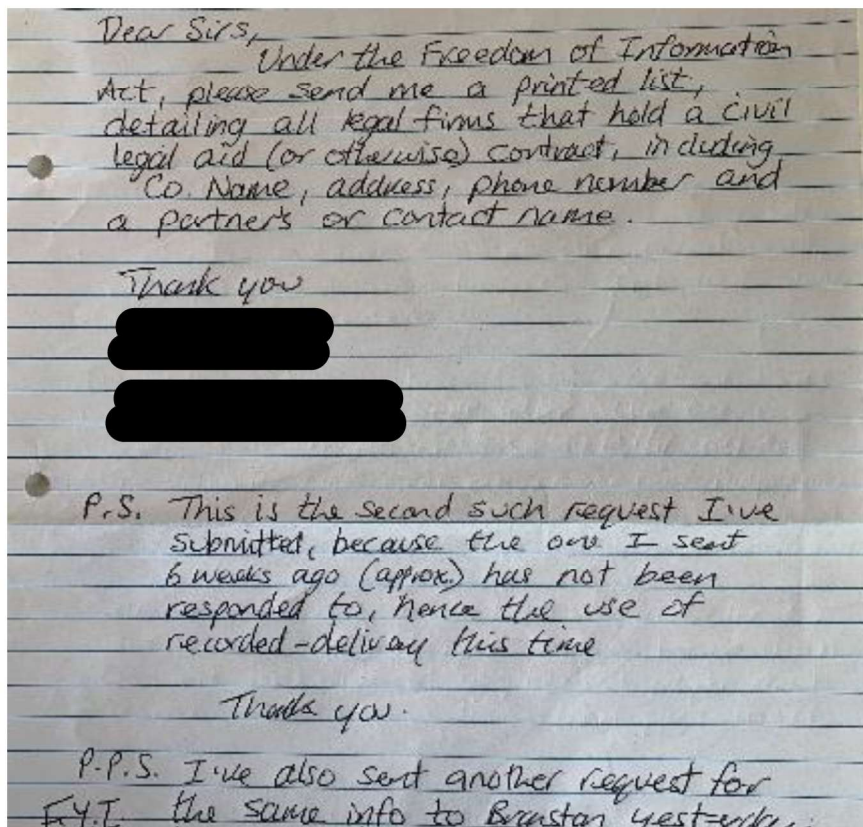 Dear Sirs,
Under the Freedom of Information
Act, please send me a printed list,
detailing all legal firms that hold a civil
legal aid (or otherwise) contract, including
Co. Name, address, phone number and
a partner's or contact name.
Thank you
P.S. This is the second such request I've
submitted, because the one I sent
6 weeks ago (approx) has not been
responded to, hence the use of
recorded-delivery this time
Thank you.
P.P.S. I've also sent another request for
F.Y.I. the same info to Branston yesterday.